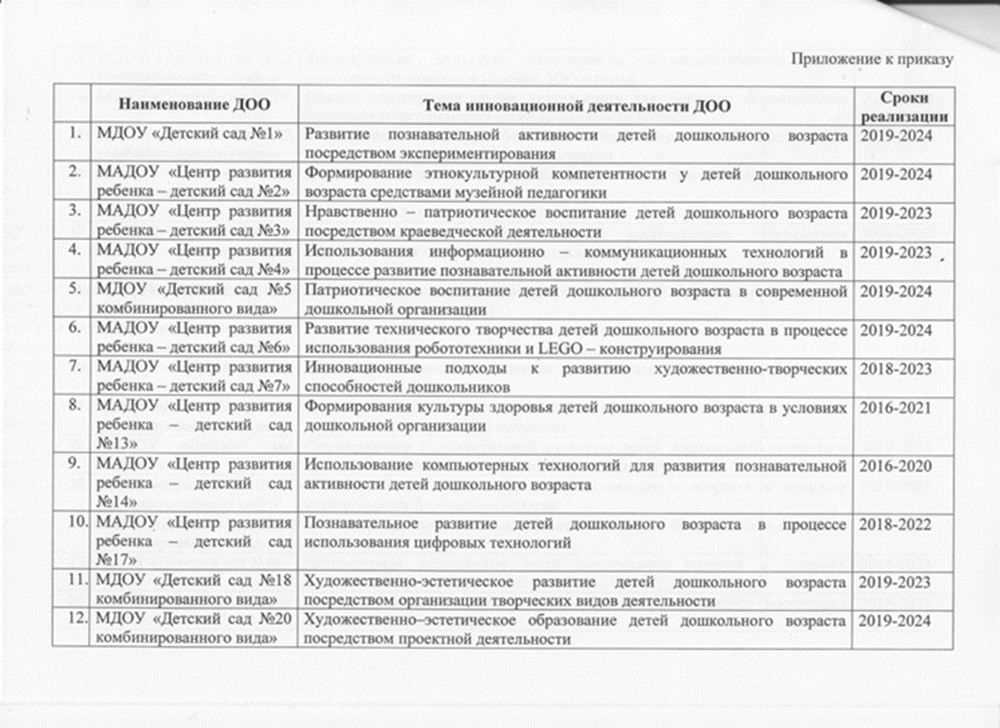 Приложение к приказу
Наименование ДОО
Тема инновационной деятельности ДОО
Сроки
реализации
1.
МДОУ «Детский сад №1»
Развитие познавательной активности детей дошкольного возраста
посредством экспериментирования
2019-2024
2.
МАДОУ «Центр развития
ребенка – детский сад №2»
Формирование этнокультурной компетентности у детей дошкольного
возраста средствами музейной педагогики
2019-2024
3.
МАДОУ «Центр развития
ребенка – детский сад №3»
Нравственно – патриотическое воспитание детей дошкольного возраста
посредством краеведческой деятельности
2019-2023
4.
МАДОУ «Центр развития
ребенка – детский сад №4»
Использования информационно – коммуникационных технологий в
процессе развитие познавательной активности детей дошкольного возраста
2019-2023
5.
МДОУ «Детский сад №5
комбинированного вида»
Патриотическое воспитание детей дошкольного возраста в современной
дошкольной организации
2019-2024
6.
МАДОУ «Центр развития
ребенка – детский сад №6»
Развитие технического творчества детей дошкольного возраста в процессе
использования робототехники и LEGO – конструирования
2019-2024
7.
МАДОУ «Центр развития
ребенка – детский сад №7»
Инновационные подходы к развитию художественно-творческих
способностей дошкольников
2018-2023
8.
МАДОУ «Центр развития
ребенка – детский сад
№13»
Формирования культуры здоровья детей дошкольного возраста в условиях
дошкольной организации
2016-2021
9.
МАДОУ «Центр развития
ребенка – детский сад
№14»
Использование компьютерных технологий для развития познавательной
активности детей дошкольного возраста
2016-2020
10.
МАДОУ «Центр развития
ребенка – детский сад
№17»
Познавательное развитие детей дошкольного возраста в процессе
использования цифровых технологий
2018-2022
11.
МДОУ «Детский сад №18
комбинированного вида»
Художественно-эстетическое развитие детей дошкольного возраста
посредством организации творческих видов деятельности
2019-2023
12.
МДОУ «Детский сад №20
комбинированного вида»
Художественно–эстетическое образование детей дошкольного возраста
посредством проектной деятельности
2019-2024